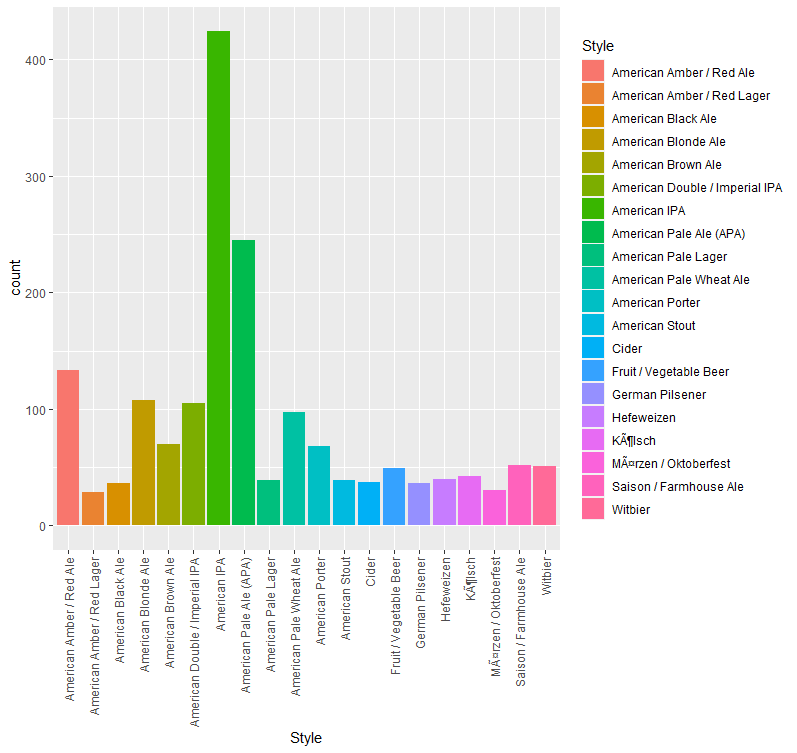 400
300
200
100
0
count
American Amber / Red Ale
American Amber / Red Lager
American Black Ale
American Blonde Ale
American Brown Ale
American Double / Imperial IPA
American IPA
American Pale Ale (APA)
American Pale Lager
American Pale Wheat Ale
American Porter
American Stout
Cider
Fruit / Vegetable Beer
German Pilsener
Hefeweizen
KÃ¶lsch
MÃ¤rzen / Oktoberfest
Saison / Farmhouse Ale
Witbier
Style
Style
American Amber / Red Ale
American Amber / Red Lager
American Black Ale
American Blonde Ale
American Brown Ale
American Double / Imperial IPA
American IPA
American Pale Ale (APA)
American Pale Lager
American Pale Wheat Ale
American Porter
American Stout
Cider
Fruit / Vegetable Beer
German Pilsener
Hefeweizen
KÃ¶lsch
MÃ¤rzen / Oktoberfest
Saison / Farmhouse Ale
Witbier